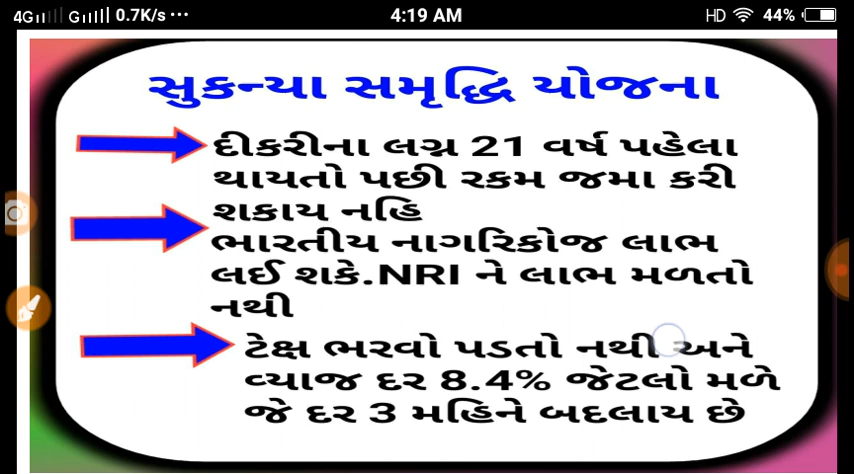 4G G 0.7K/s ··· 4:19 AM HD 44%
સુકન્યા સમૃદ્ધિ યોજના
દીકરીના લગ્ન 21 વર્ષ પહેલા
થાયતો પછી રકમ જમા કરી
શકાય નહિ
ભારતીય નાગરિકોજ લાભ
લઈ શકે.NRI ને લાભ મળતો
નથી
ટેક્ષ ભરવો પડતો નથી અને
વ્યાજ દર 8.4% જેટલો મળે
જે દર 3 મહિને બદલાય છે